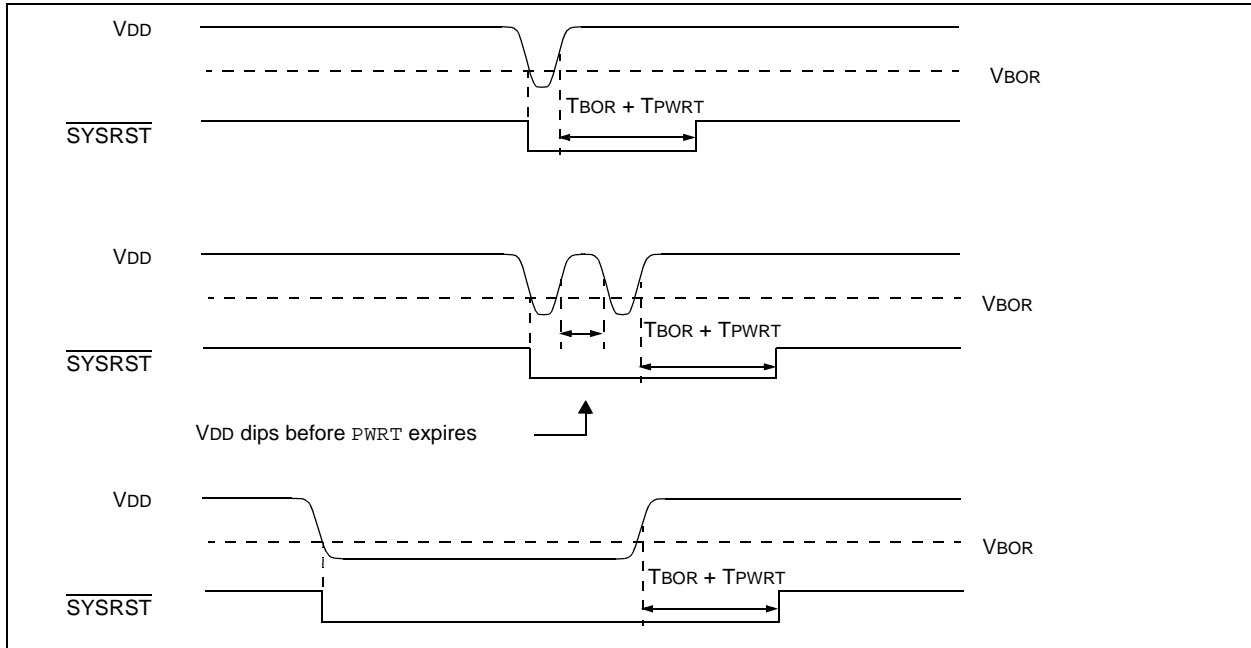 VDD
VBOR
TBOR + TPWRT
SYSRST
VDD
VBOR
TBOR + TPWRT
SYSRST
VDD dips before PWRT expires
VDD
VBOR
TBOR + TPWRT
SYSRST